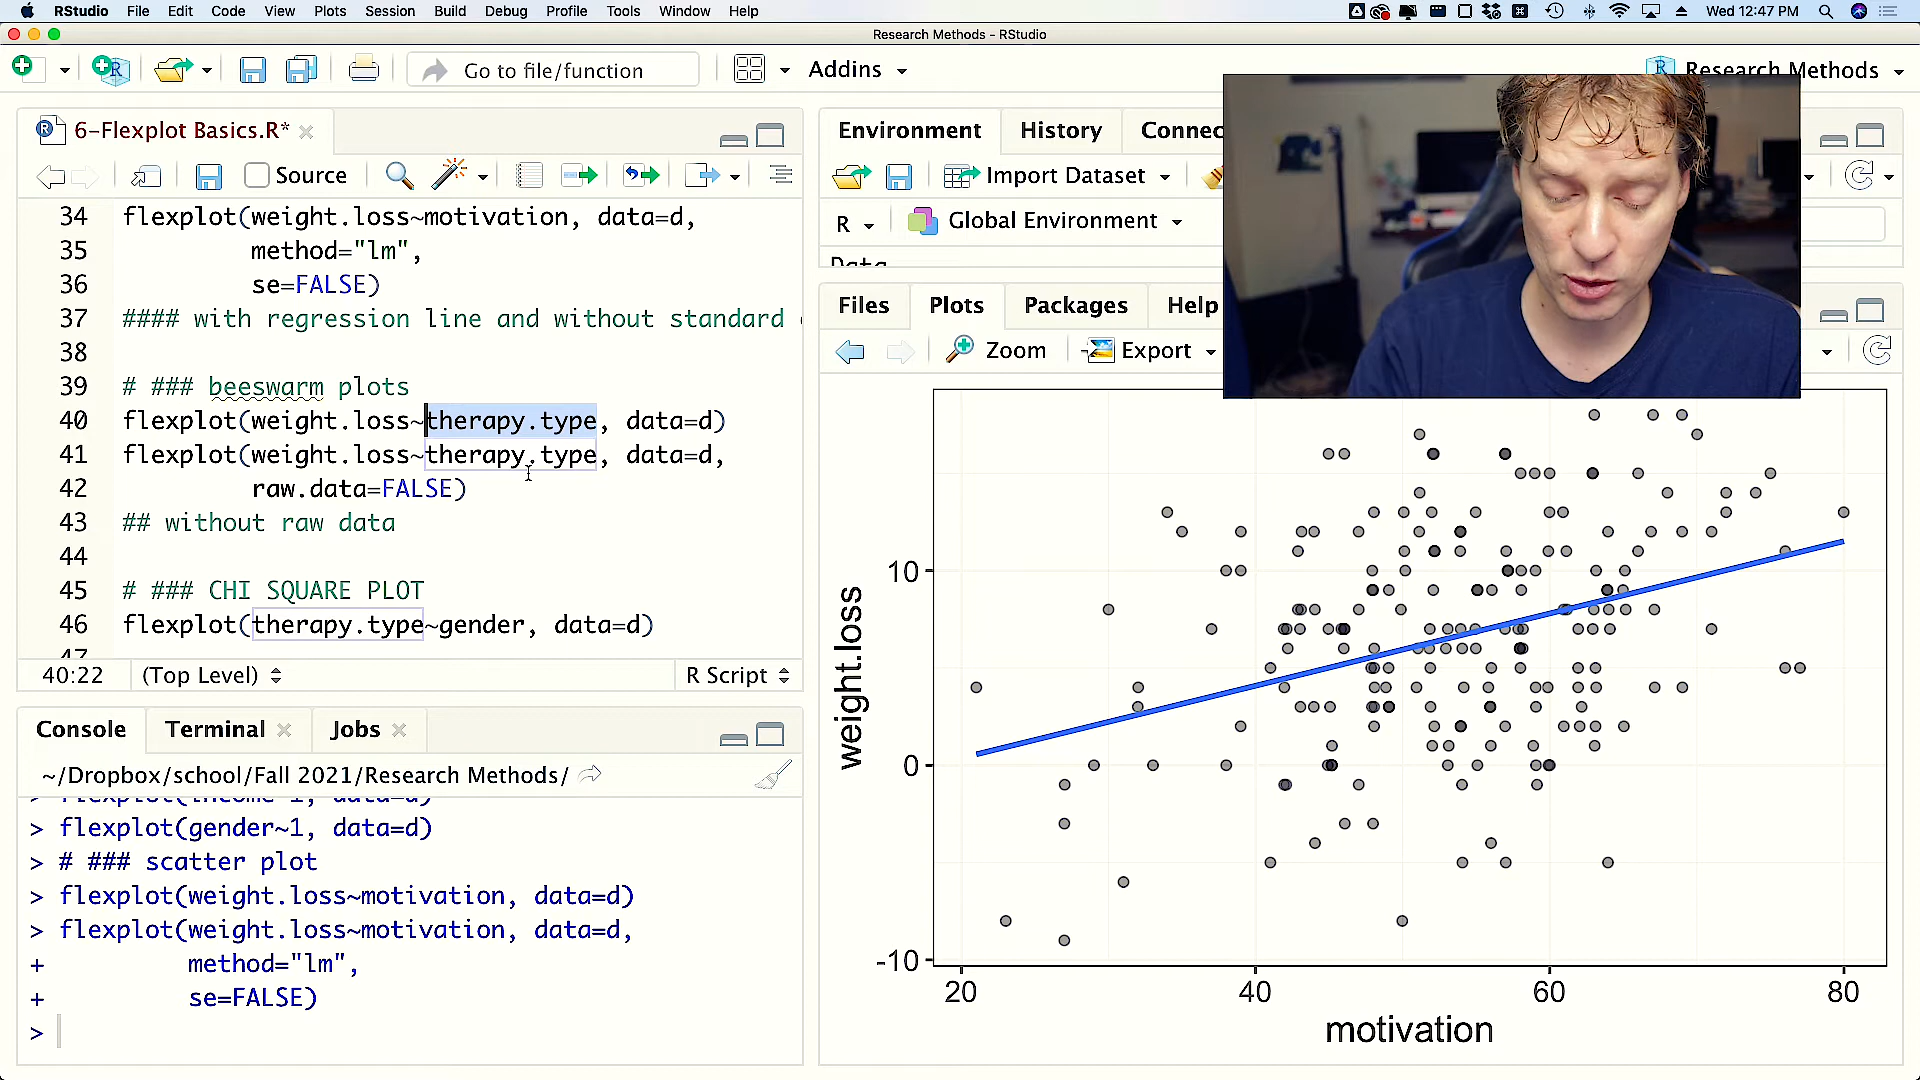 RStudio File Edit Code View Plots Session Build Debug Profile Tools Window Help Wed 12:47 PM
Research Methods - RStudio
Go to file/function Addins Research Methods
6-Flexplot Basics.R*
Source
34 flexplot(weight.loss~motivation, data=d,
35 method="lm",
36 se=FALSE)
37 #### with regression line and without standard
38
39 # ### beeswarm plots
40 flexplot(weight.loss~therapy.type, data=d)
41 flexplot(weight.loss~therapy.type, data=d,
42 raw.data=FALSE)
43 ## without raw data
44
45 # ### CHI SQUARE PLOT
46 flexplot(therapy.type~gender, data=d)
47
40:22 (Top Level) R Script
Console Terminal Jobs
~/Dropbox/school/Fall 2021/Research Methods/
> flexplot(income~1, data=d)
> flexplot(gender~1, data=d)
> # ### scatter plot
> flexplot(weight.loss~motivation, data=d)
> flexplot(weight.loss~motivation, data=d,
+ method="lm",
+ se=FALSE)
>
Environment History Connec
Import Dataset
R Global Environment
Data
Files Plots Packages Help
Zoom Export
10
0
-10
weight.loss
20 40 60 80
motivation